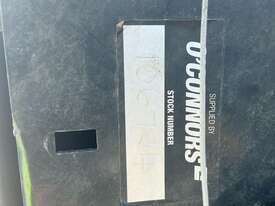 SUPPLIED BY
O'CONNORS
STOCK NUMBER